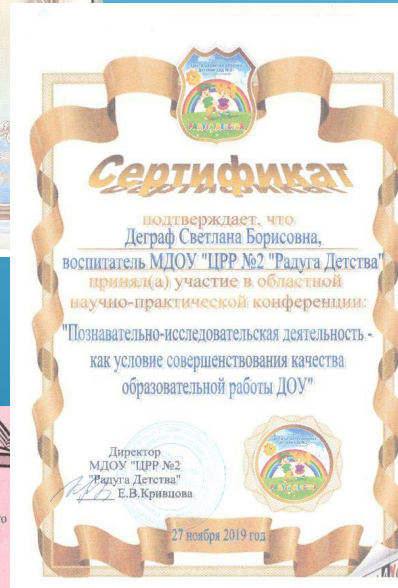 Сертификат
подтверждает, что
Деграф Светлана Борисовна,
воспитатель МДОУ "ЦРР №2 "Радуга Детства"
принял(а) участие в областной
научно-практической конференции:
"Познавательно-исследовательская деятельность -
как условие совершенствования качества
образовательной работы ДОУ"
Директор
МДОУ "ЦРР №2
"Радуга Детства"
Е.В.Кривцова
27 ноября 2019 год